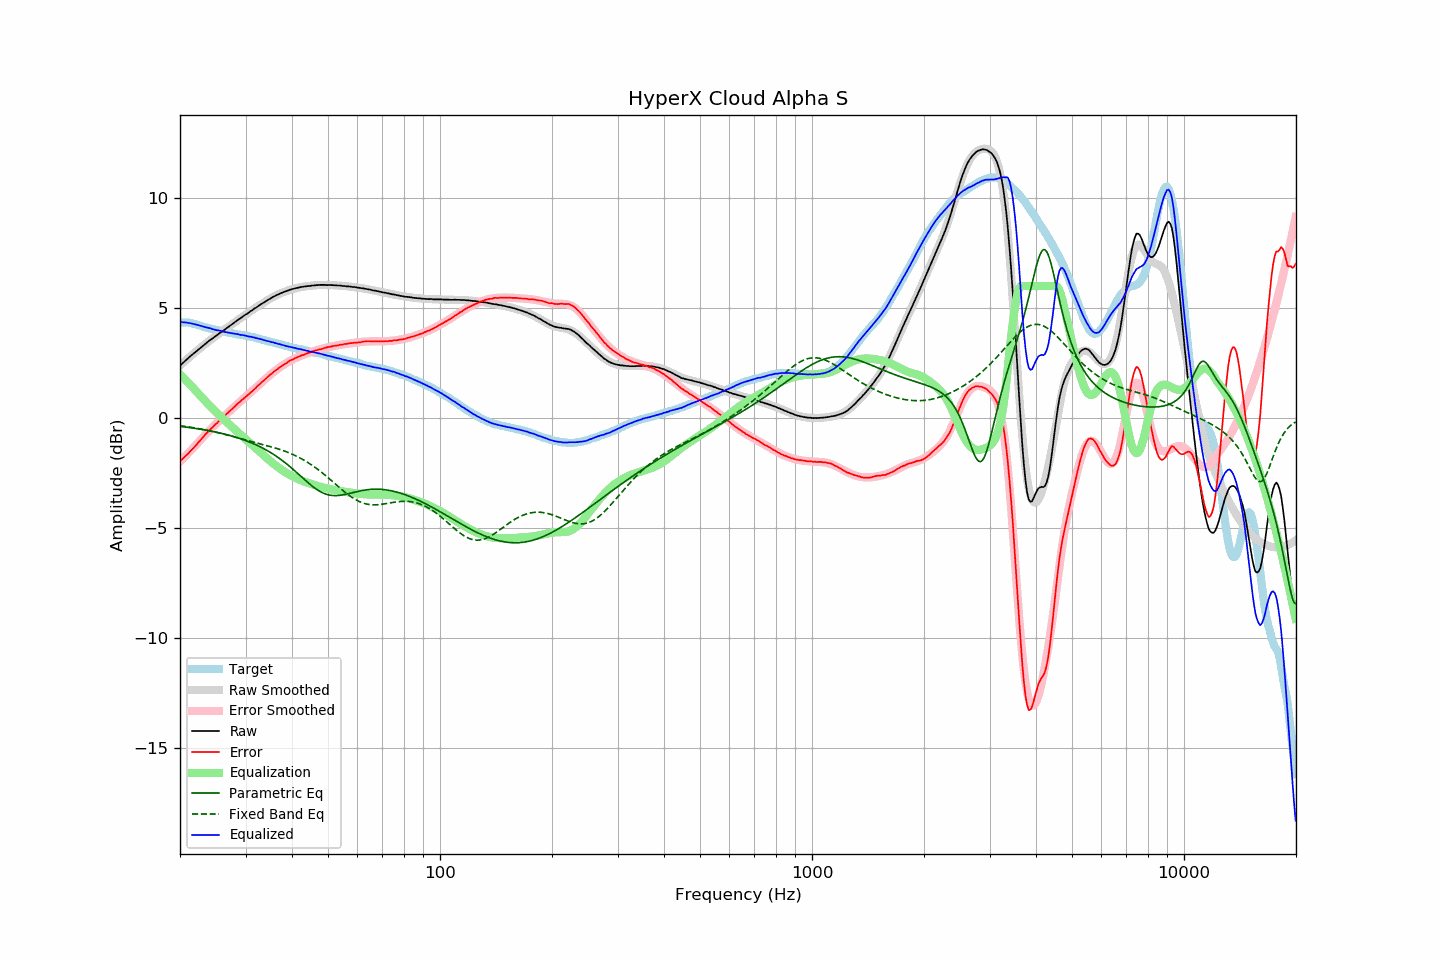 HyperX Cloud Alpha S
10
5
0
−5
−10
−15
Amplitude (dBr)
Target
Raw Smoothed
Error Smoothed
Raw
Error
Equalization
Parametric Eq
Fixed Band Eq
Equalized
100
1000
10000
Frequency (Hz)